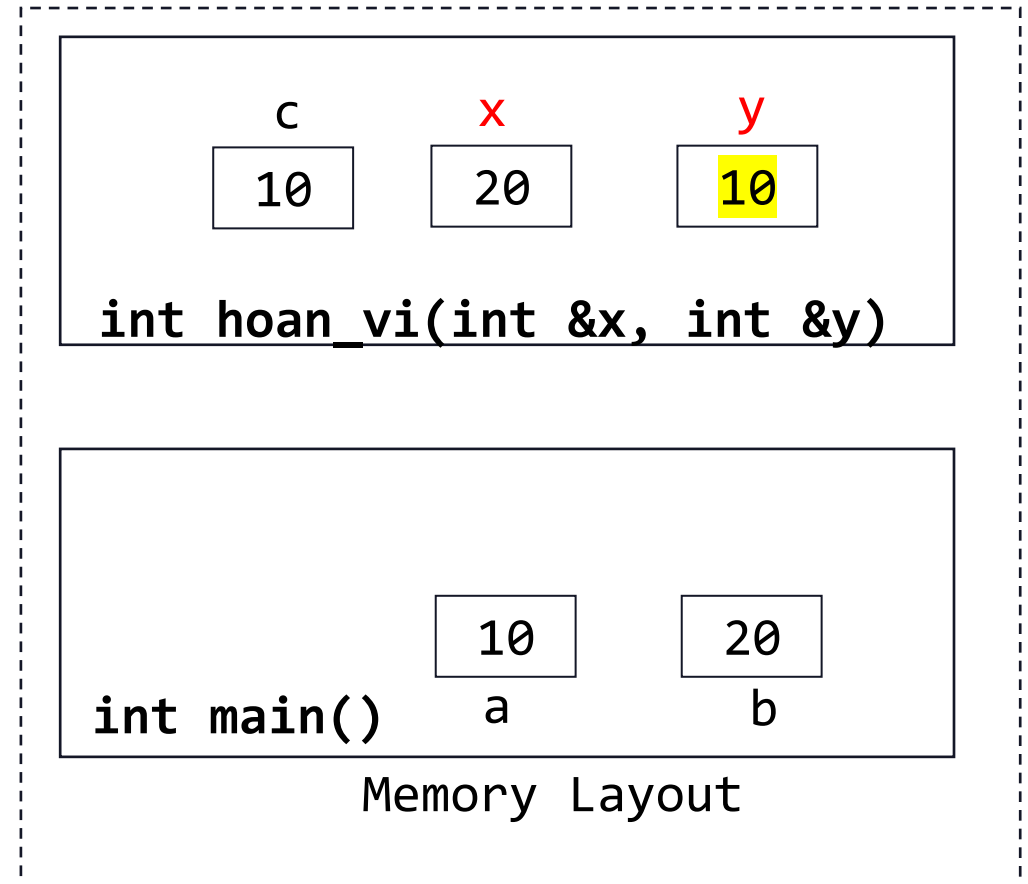 c x y
10 20 10
int hoan_vi(int &x, int &y)
10 20
int main() a b
Memory Layout